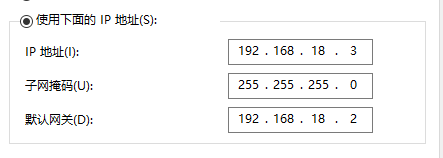 使用下面的 IP 地址(S):
IP 地址(I): 192 . 168 . 18 . 3
子网掩码(U): 255 . 255 . 255 . 0
默认网关(D): 192 . 168 . 18 . 2